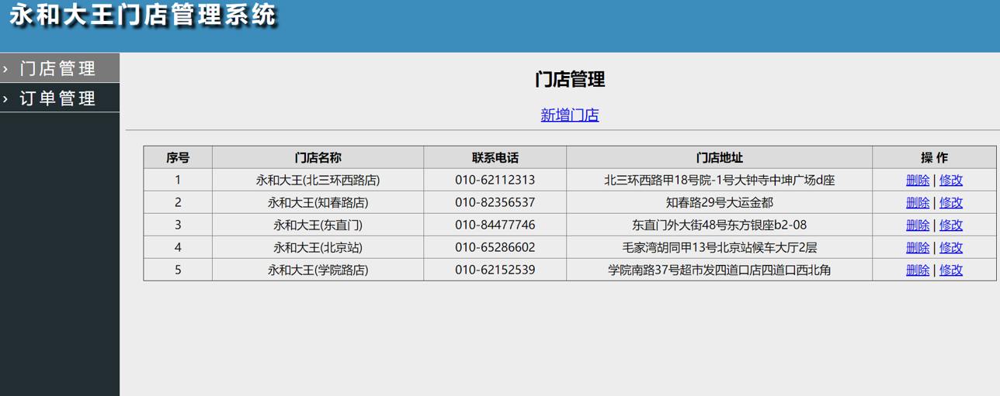 永和大王门店管理系统
› 门店管理
› 订单管理
门店管理
新增门店
序号 门店名称 联系电话 门店地址 操 作
1 永和大王(北三环西路店) 010-62112313 北三环西路甲18号院-1号大钟寺中坤广场d座 删除 | 修改
2 永和大王(知春路店) 010-82356537 知春路29号大运金都 删除 | 修改
3 永和大王(东直门) 010-84477746 东直门外大街48号东方银座b2-08 删除 | 修改
4 永和大王(北京站) 010-65286602 毛家湾胡同甲13号北京站候车大厅2层 删除 | 修改
5 永和大王(学院路店) 010-62152539 学院南路37号超市发四道口店四道口西北角 删除 | 修改